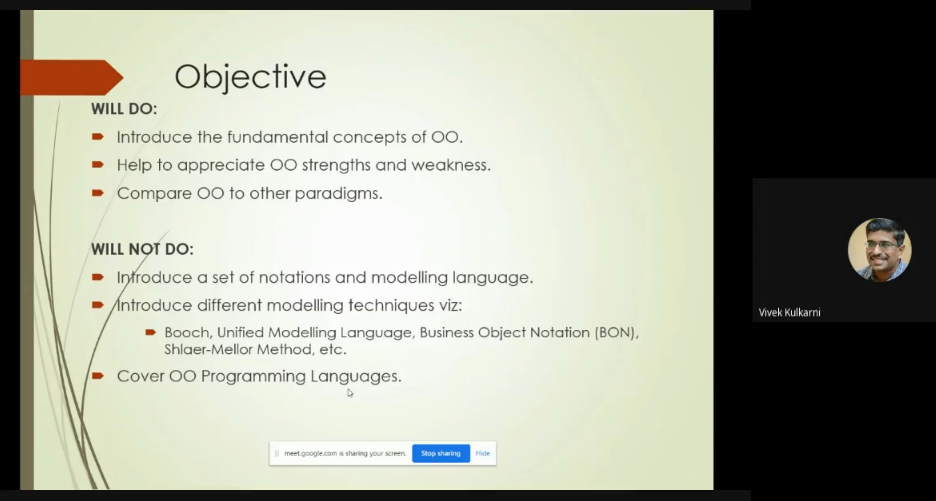 Objective
WILL DO:
Introduce the fundamental concepts of OO.
Help to appreciate OO strengths and weakness.
Compare OO to other paradigms.
WILL NOT DO:
Introduce a set of notations and modelling language.
Introduce different modelling techniques viz:
Booch, Unified Modelling Language, Business Object Notation (BON),
Shlaer-Mellor Method, etc.
Cover OO Programming Languages.
meet.google.com is sharing your screen. Stop sharing Hide
Vivek Kulkarni